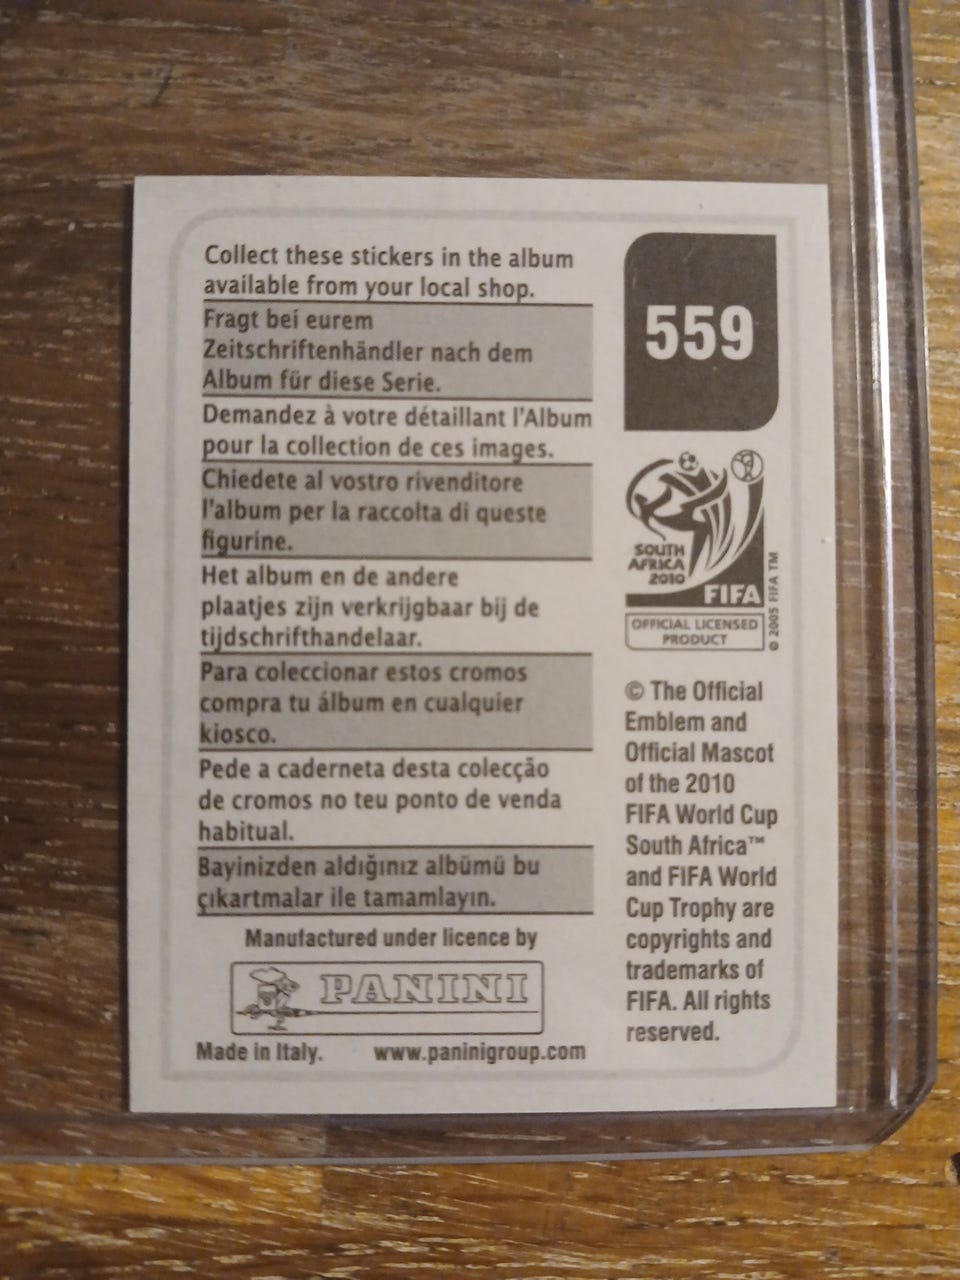 Collect these stickers in the album
available from your local shop.
Fragt bei eurem
Zeitschriftenhändler nach dem
Album für diese Serie.
Demandez à votre détaillant l'Album
pour la collection de ces images.
Chiedete al vostro rivenditore
l'album per la raccolta di queste
figurine.
Het album en de andere
plaatjes zijn verkrijgbaar bij de
tijdschrifthandelaar.
Para coleccionar estos cromos
compra tu álbum en cualquier
kiosco.
Pede a caderneta desta colecção
de cromos no teu ponto de venda
habitual.
Bayinizden aldığınız albümü bu
çıkartmalar ile tamamlayın.
Manufactured under licence by
PANINI
Made in Italy. www.paninigroup.com
559
SOUTH
AFRICA
2010
FIFA
OFFICIAL LICENSED
PRODUCT
© 2005 FIFA TM
© The Official
Emblem and
Official Mascot
of the 2010
FIFA World Cup
South Africa™
and FIFA World
Cup Trophy are
copyrights and
trademarks of
FIFA. All rights
reserved.